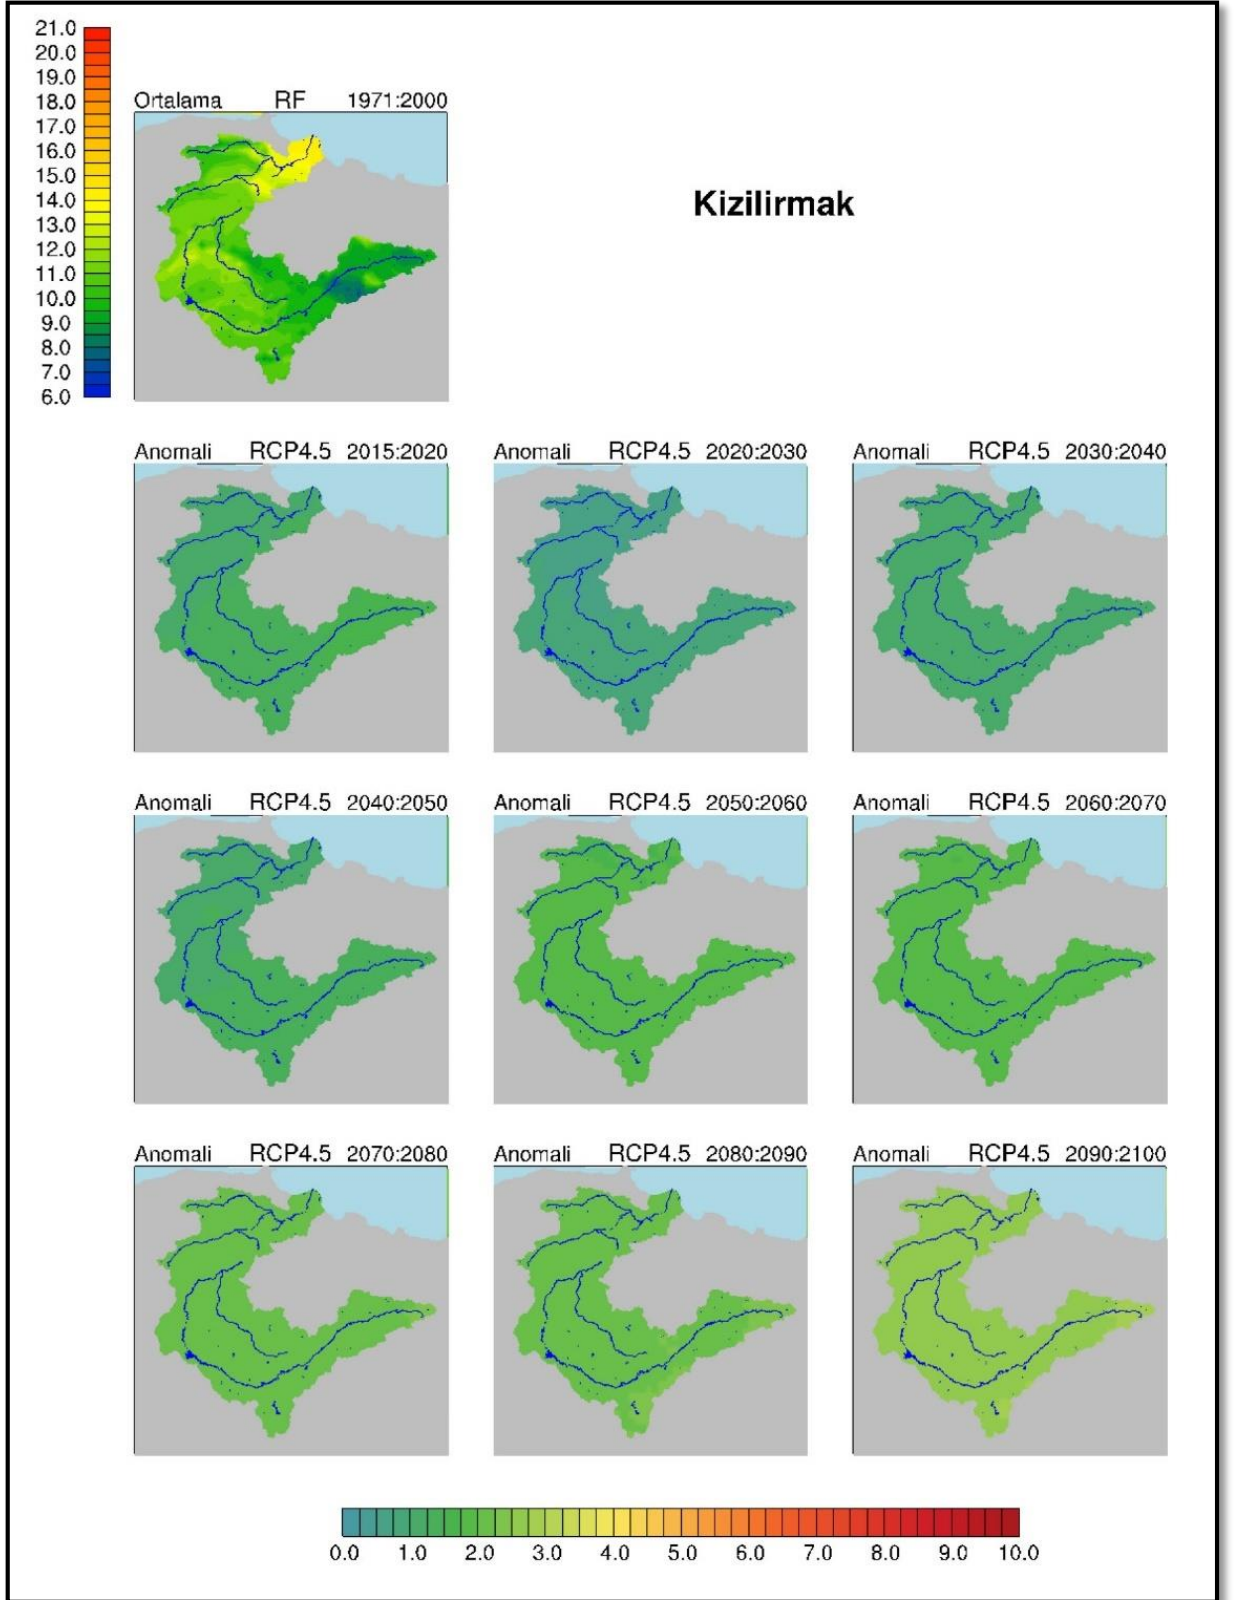 21.0
20.0
19.0
18.0
17.0
16.0
15.0
14.0
13.0
12.0
11.0
10.0
9.0
8.0
7.0
6.0
Ortalama RF 1971:2000
Kizilirmak
Anomali RCP4.5 2015:2020
Anomali RCP4.5 2020:2030
Anomali RCP4.5 2030:2040
Anomali RCP4.5 2040:2050
Anomali RCP4.5 2050:2060
Anomali RCP4.5 2060:2070
Anomali RCP4.5 2070:2080
Anomali RCP4.5 2080:2090
Anomali RCP4.5 2090:2100
0.0 1.0 2.0 3.0 4.0 5.0 6.0 7.0 8.0 9.0 10.0